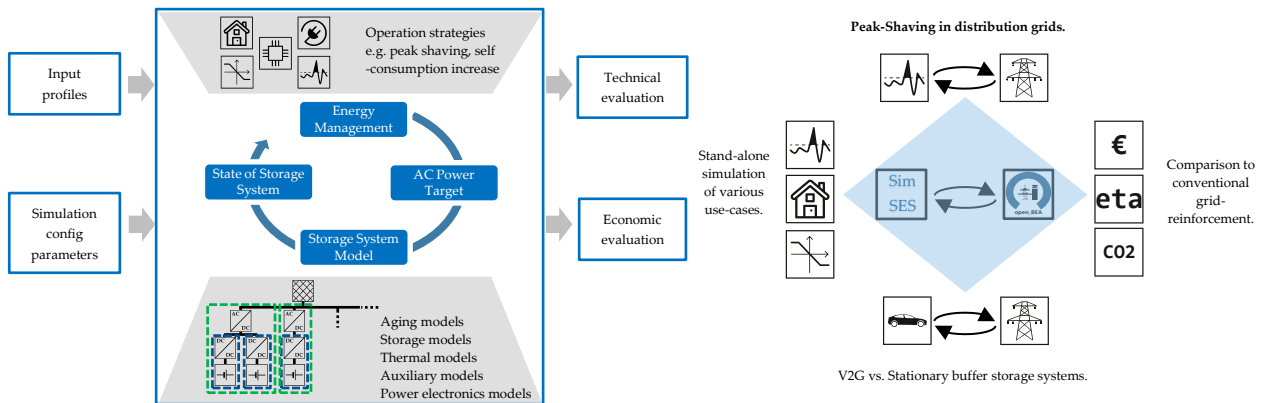 Input
profiles
Simulation
config
parameters
Operation strategies
e.g. peak shaving, self
-consumption increase
Energy
Management
State of Storage
System
AC Power
Target
Storage System
Model
AC
DC
AC
DC
DC
DC
DC
DC
DC
DC
Aging models
Storage models
Thermal models
Auxiliary models
Power electronics models
Technical
evaluation
Economic
evaluation
Peak-Shaving in distribution grids.
Stand-alone
simulation
of various
use-cases.
Sim
SES
open_BEA
€
eta
CO2
Comparison to
conventional
grid-
reinforcement.
V2G vs. Stationary buffer storage systems.